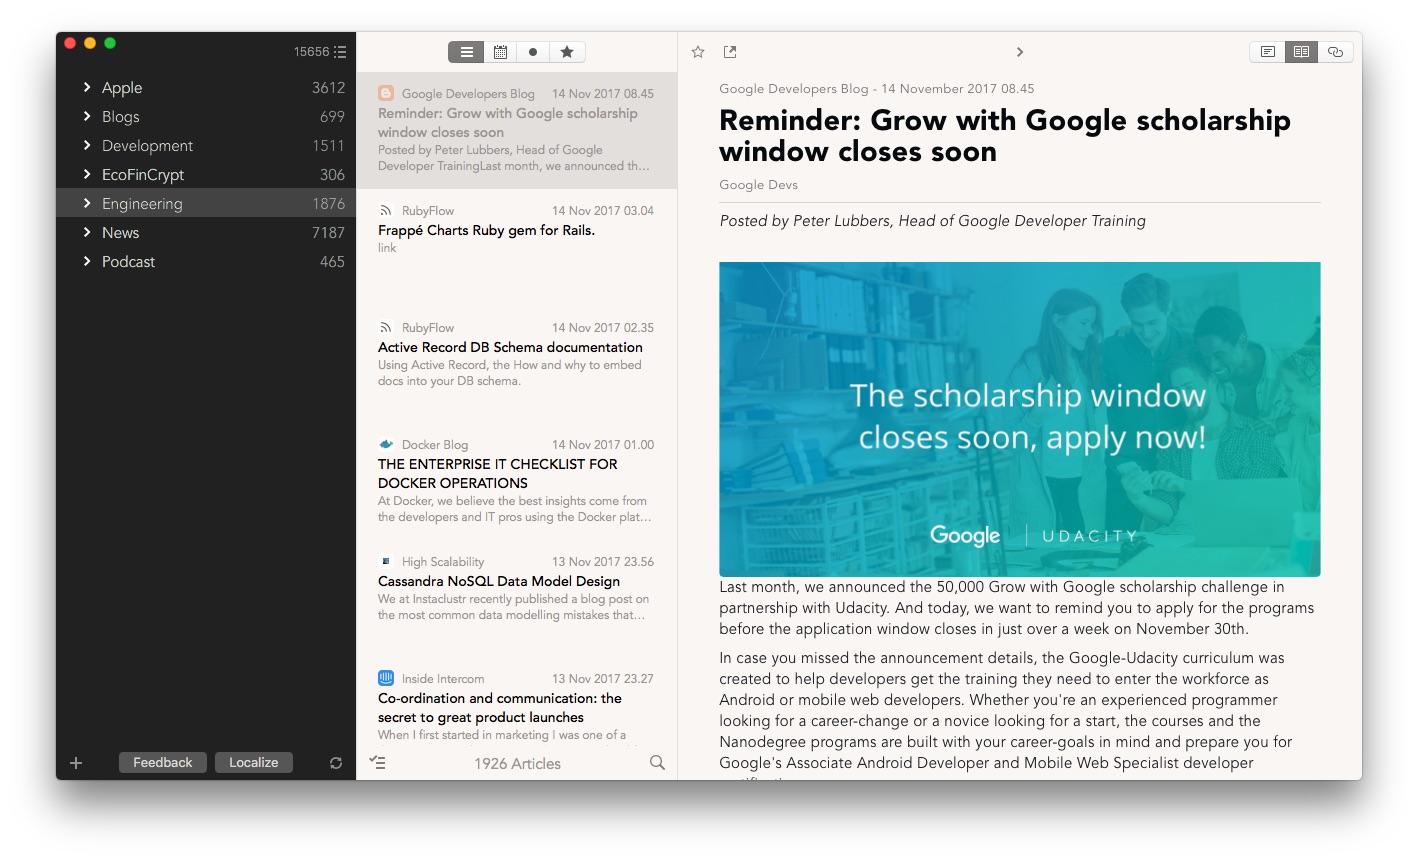 15656
Apple 3612
Blogs 699
Development 1511
EcoFinCrypt 306
Engineering 1876
News 7187
Podcast 465
Feedback Localize
Google Developers Blog 14 Nov 2017 08.45
Reminder: Grow with Google scholarship
window closes soon
Posted by Peter Lubbers, Head of Google
Developer TrainingLast month, we announced th…
RubyFlow 14 Nov 2017 03.04
Frappé Charts Ruby gem for Rails.
link
RubyFlow 14 Nov 2017 02.35
Active Record DB Schema documentation
Using Active Record, the How and why to embed
docs into your DB schema.
Docker Blog 14 Nov 2017 01.00
THE ENTERPRISE IT CHECKLIST FOR
DOCKER OPERATIONS
At Docker, we believe the best insights come from
the developers and IT pros using the Docker plat…
High Scalability 13 Nov 2017 23.56
Cassandra NoSQL Data Model Design
We at Instaclustr recently published a blog post on
the most common data modelling mistakes that…
Inside Intercom 13 Nov 2017 23.27
Co-ordination and communication: the
secret to great product launches
When I first started in marketing I was one of a
1926 Articles
Google Developers Blog - 14 November 2017 08.45
Reminder: Grow with Google scholarship
window closes soon
Google Devs
Posted by Peter Lubbers, Head of Google Developer Training
The scholarship window
closes soon, apply now!
Google UDACITY
Last month, we announced the 50,000 Grow with Google scholarship challenge in
partnership with Udacity. And today, we want to remind you to apply for the programs
before the application window closes in just over a week on November 30th.
In case you missed the announcement details, the Google-Udacity curriculum was
created to help developers get the training they need to enter the workforce as
Android or mobile web developers. Whether you're an experienced programmer
looking for a career-change or a novice looking for a start, the courses and the
Nanodegree programs are built with your career-goals in mind and prepare you for
Google's Associate Android Developer and Mobile Web Specialist developer